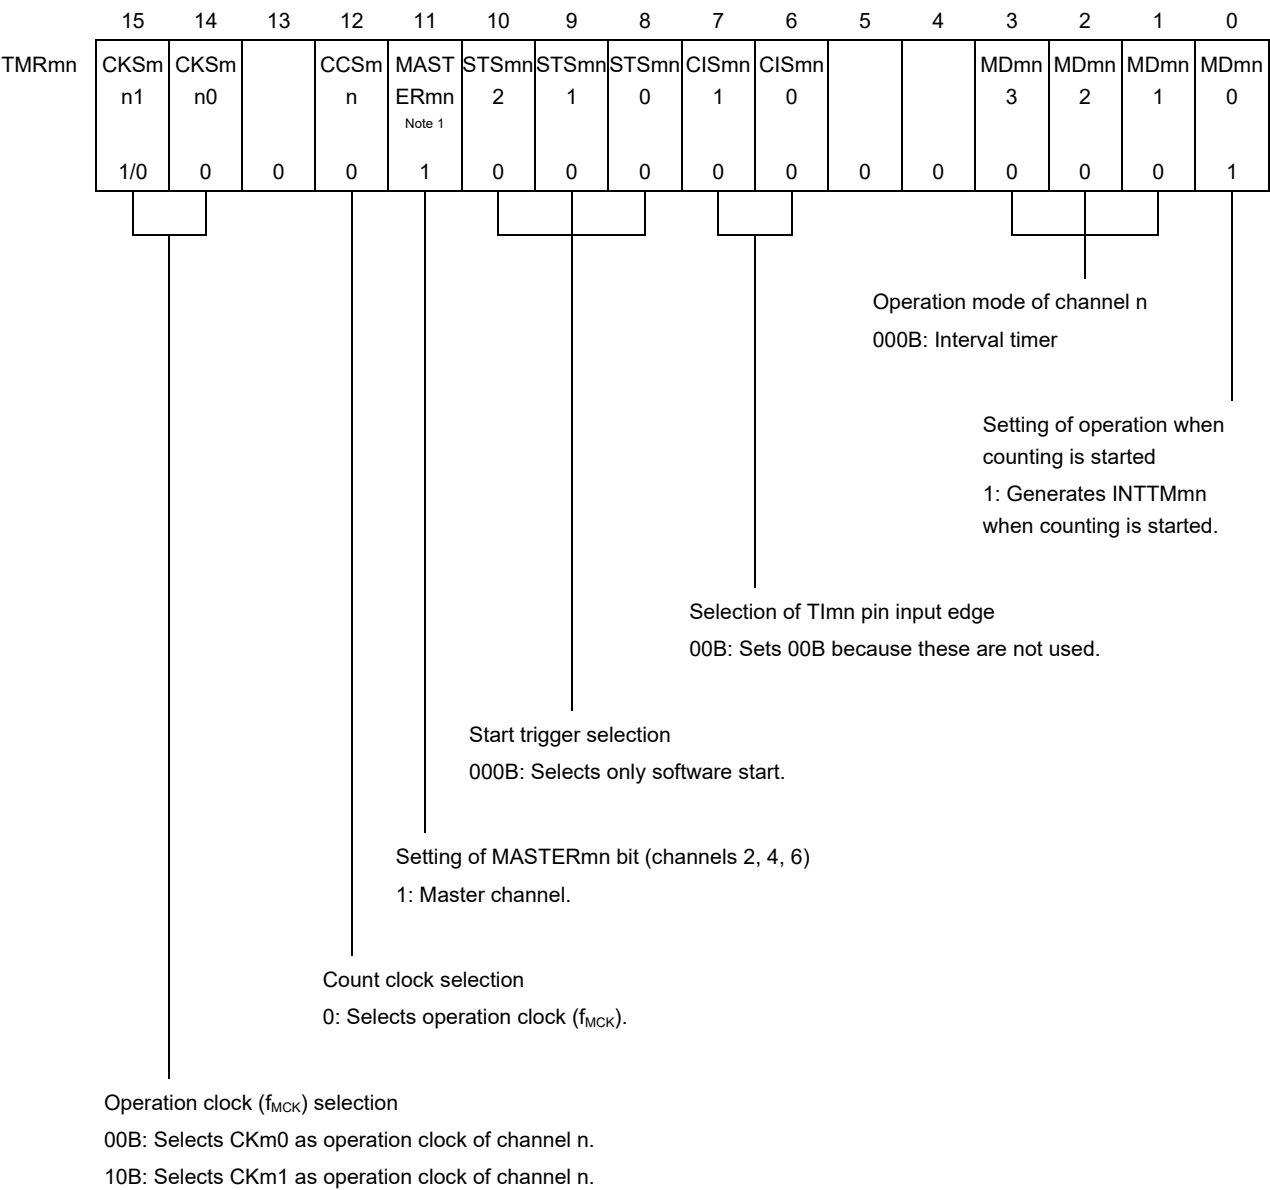 15 14 13 12 11 10 9 8 7 6 5 4 3 2 1 0
TMRmn CKSm CKSm CCSm MAST STSmn STSmn STSmn CISmn CISmn MDmn MDmn MDmn MDmn
n1 n0 n ERmn 2 1 0 1 0 3 2 1 0
Note 1
1/0 0 0 0 1 0 0 0 0 0 0 0 0 0 0 1
Operation mode of channel n
000B: Interval timer
Setting of operation when
counting is started
1: Generates INTTMmn
when counting is started.
Selection of TImn pin input edge
00B: Sets 00B because these are not used.
Start trigger selection
000B: Selects only software start.
Setting of MASTERmn bit (channels 2, 4, 6)
1: Master channel.
Count clock selection
0: Selects operation clock (fMCK).
Operation clock (fMCK) selection
00B: Selects CKm0 as operation clock of channel n.
10B: Selects CKm1 as operation clock of channel n.